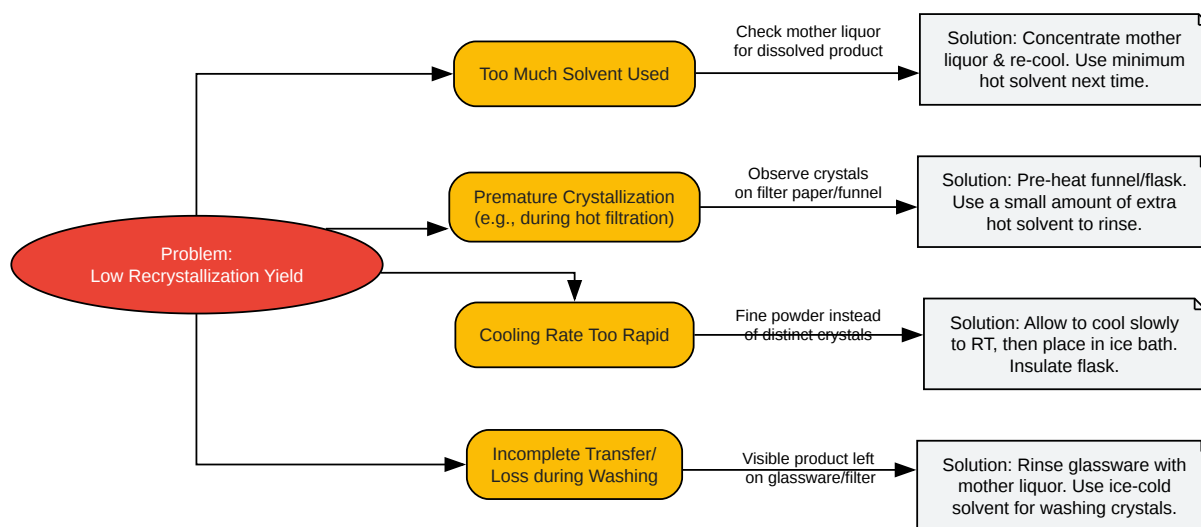 Problem:
Low Recrystallization Yield
Too Much Solvent Used
Check mother liquor
for dissolved product
Solution: Concentrate mother
liquor & re-cool. Use minimum
hot solvent next time.
Premature Crystallization
(e.g., during hot filtration)
Observe crystals
on filter paper/funnel
Solution: Pre-heat funnel/flask.
Use a small amount of extra
hot solvent to rinse.
Cooling Rate Too Rapid
Fine powder instead
of distinct crystals
Solution: Allow to cool slowly
to RT, then place in ice bath.
Insulate flask.
Incomplete Transfer/
Loss during Washing
Visible product left
on glassware/filter
Solution: Rinse glassware with
mother liquor. Use ice-cold
solvent for washing crystals.